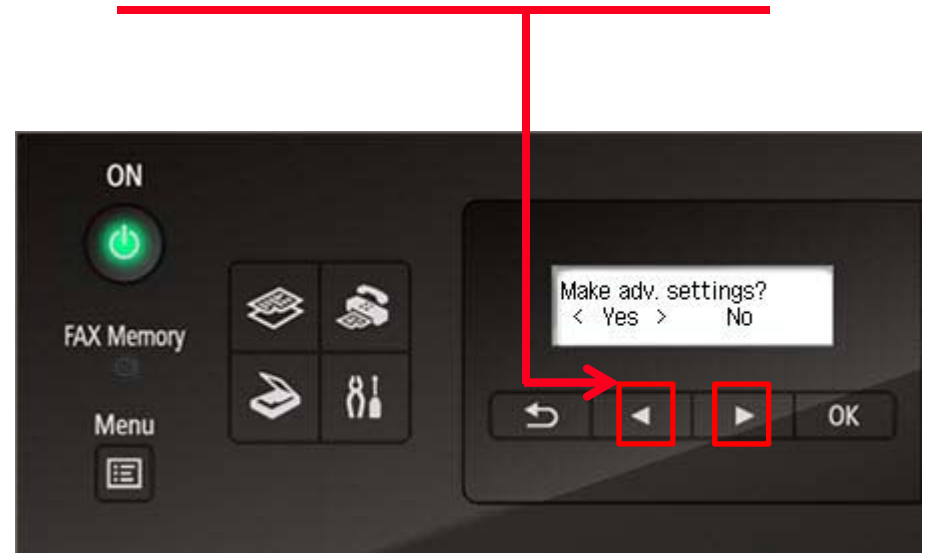 ON
FAX Memory
Menu
Make adv. settings?
< Yes > No
OK